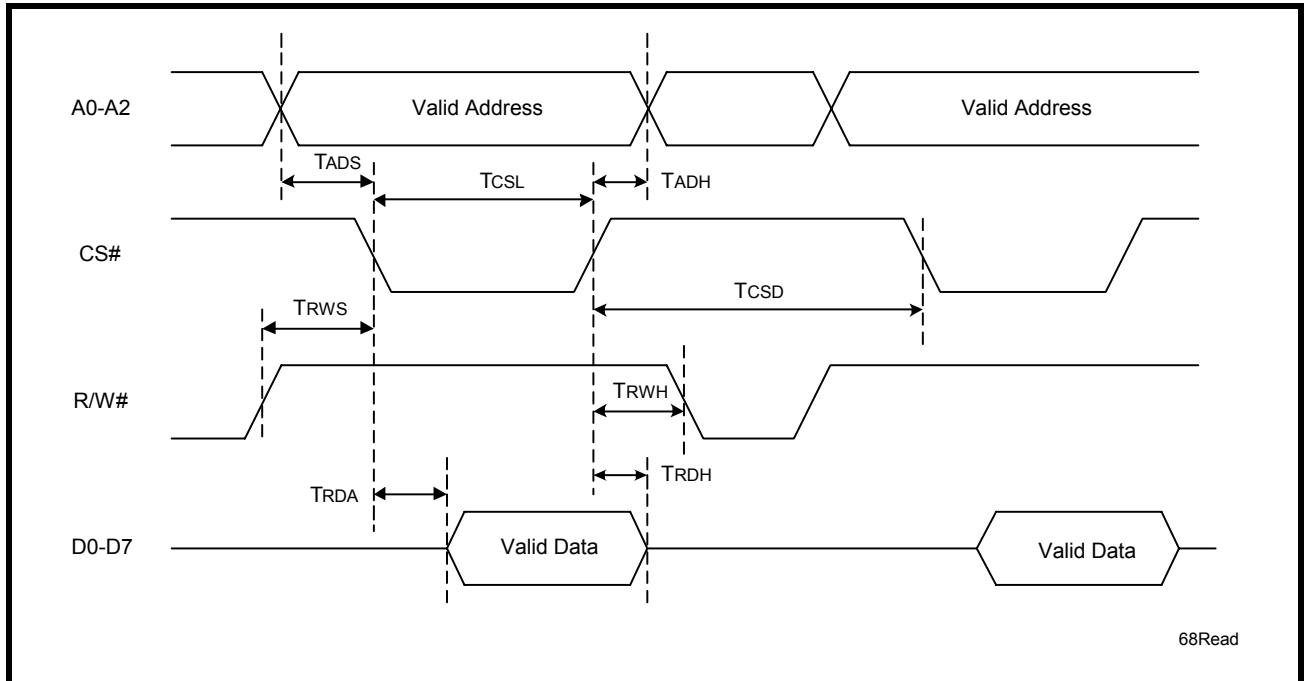 A0-A2
Valid Address
Valid Address
TADS
TCSL
TADH
CS#
TCSD
TRWS
R/W#
TRWH
TRDH
TRDA
D0-D7
Valid Data
Valid Data
68Read